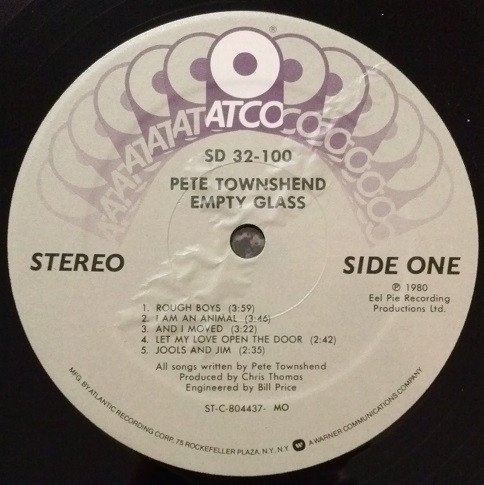 ATCO
SD 32-100
PETE TOWNSHEND
EMPTY GLASS
STEREO
SIDE ONE
℗ 1980
Eel Pie Recording
Productions Ltd.
1. ROUGH BOYS (3:59)
2. I AM AN ANIMAL (3:46)
3. AND I MOVED (3:22)
4. LET MY LOVE OPEN THE DOOR (2:42)
5. JOOLS AND JIM (2:35)
All songs written by Pete Townshend
Produced by Chris Thomas
Engineered by Bill Price
ST-C-804437- MO
MFG. BY ATLANTIC RECORDING CORP. 75 ROCKEFELLER PLAZA, N.Y., N.Y. W A WARNER COMMUNICATIONS COMPANY